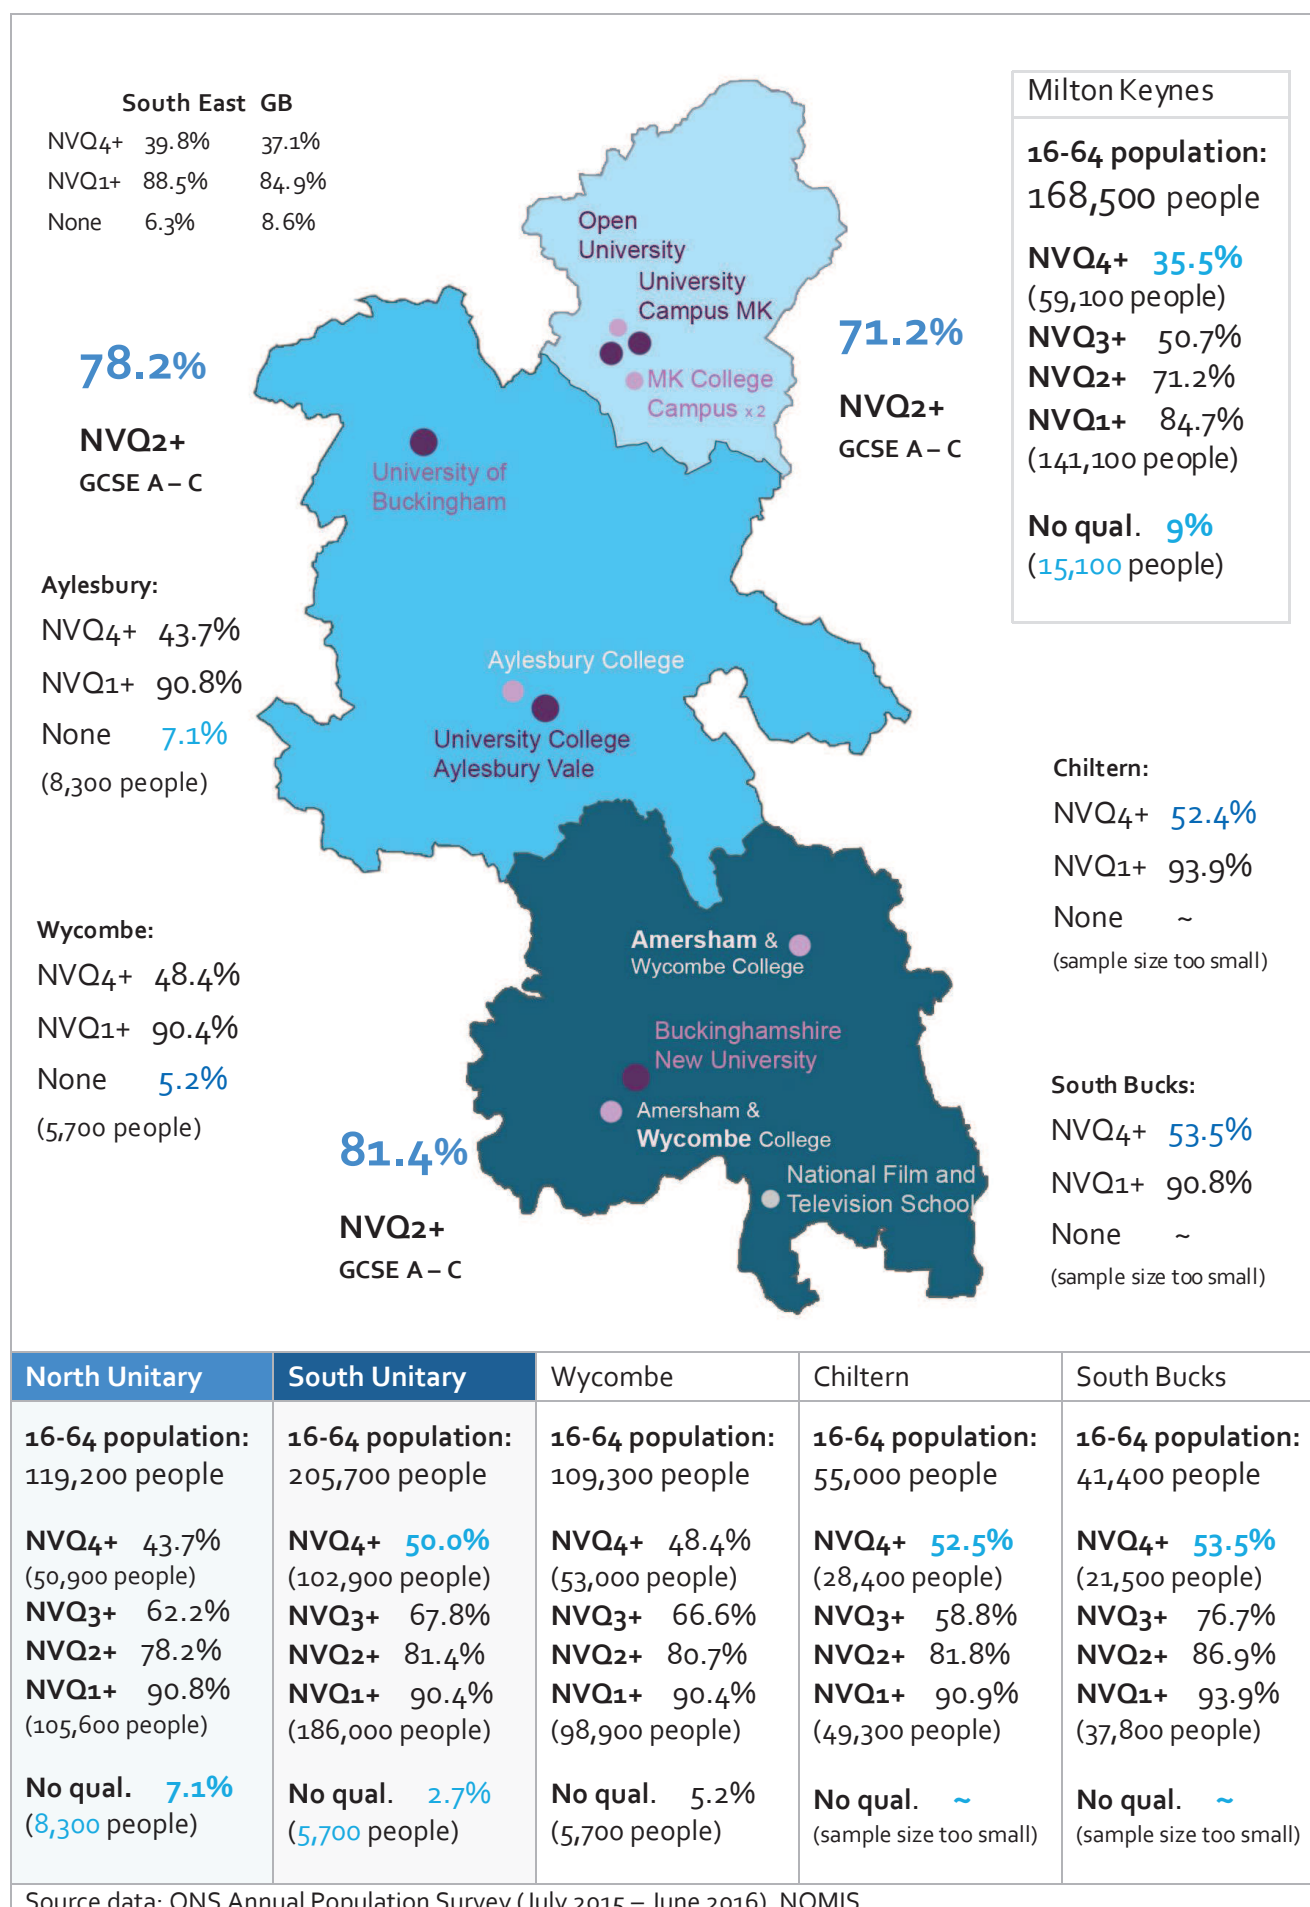 South East GB
NVQ4+ 39.8% 37.1%
NVQ1+ 88.5% 84.9%
None 6.3% 8.6%
Milton Keynes
16-64 population:
168,500 people
NVQ4+ 35.5%
(59,100 people)
NVQ3+ 50.7%
NVQ2+ 71.2%
NVQ1+ 84.7%
(141,100 people)
No qual. 9%
(15,100 people)
Open
University
University
Campus MK
MK College
Campus x 2
71.2%
NVQ2+
GCSE A – C
78.2%
NVQ2+
GCSE A – C
University of
Buckingham
Aylesbury:
NVQ4+ 43.7%
NVQ1+ 90.8%
None 7.1%
(8,300 people)
Aylesbury College
University College
Aylesbury Vale
Chiltern:
NVQ4+ 52.4%
NVQ1+ 93.9%
None ~
(sample size too small)
Wycombe:
NVQ4+ 48.4%
NVQ1+ 90.4%
None 5.2%
(5,700 people)
Amersham &
Wycombe College
Buckinghamshire
New University
Amersham &
Wycombe College
National Film and
Television School
South Bucks:
NVQ4+ 53.5%
NVQ1+ 90.8%
None ~
(sample size too small)
81.4%
NVQ2+
GCSE A – C
North Unitary
16-64 population:
119,200 people
NVQ4+ 43.7%
(50,900 people)
NVQ3+ 62.2%
NVQ2+ 78.2%
NVQ1+ 90.8%
(105,600 people)
No qual. 7.1%
(8,300 people)
South Unitary
16-64 population:
205,700 people
NVQ4+ 50.0%
(102,900 people)
NVQ3+ 67.8%
NVQ2+ 81.4%
NVQ1+ 90.4%
(186,000 people)
No qual. 2.7%
(5,700 people)
Wycombe
16-64 population:
109,300 people
NVQ4+ 48.4%
(53,000 people)
NVQ3+ 66.6%
NVQ2+ 80.7%
NVQ1+ 90.4%
(98,900 people)
No qual. 5.2%
(5,700 people)
Chiltern
16-64 population:
55,000 people
NVQ4+ 52.5%
(28,400 people)
NVQ3+ 58.8%
NVQ2+ 81.8%
NVQ1+ 90.9%
(49,300 people)
No qual. ~
(sample size too small)
South Bucks
16-64 population:
41,400 people
NVQ4+ 53.5%
(21,500 people)
NVQ3+ 76.7%
NVQ2+ 86.9%
NVQ1+ 93.9%
(37,800 people)
No qual. ~
(sample size too small)
Source data: ONS Annual Population Survey (July 2015 – June 2016), NOMIS